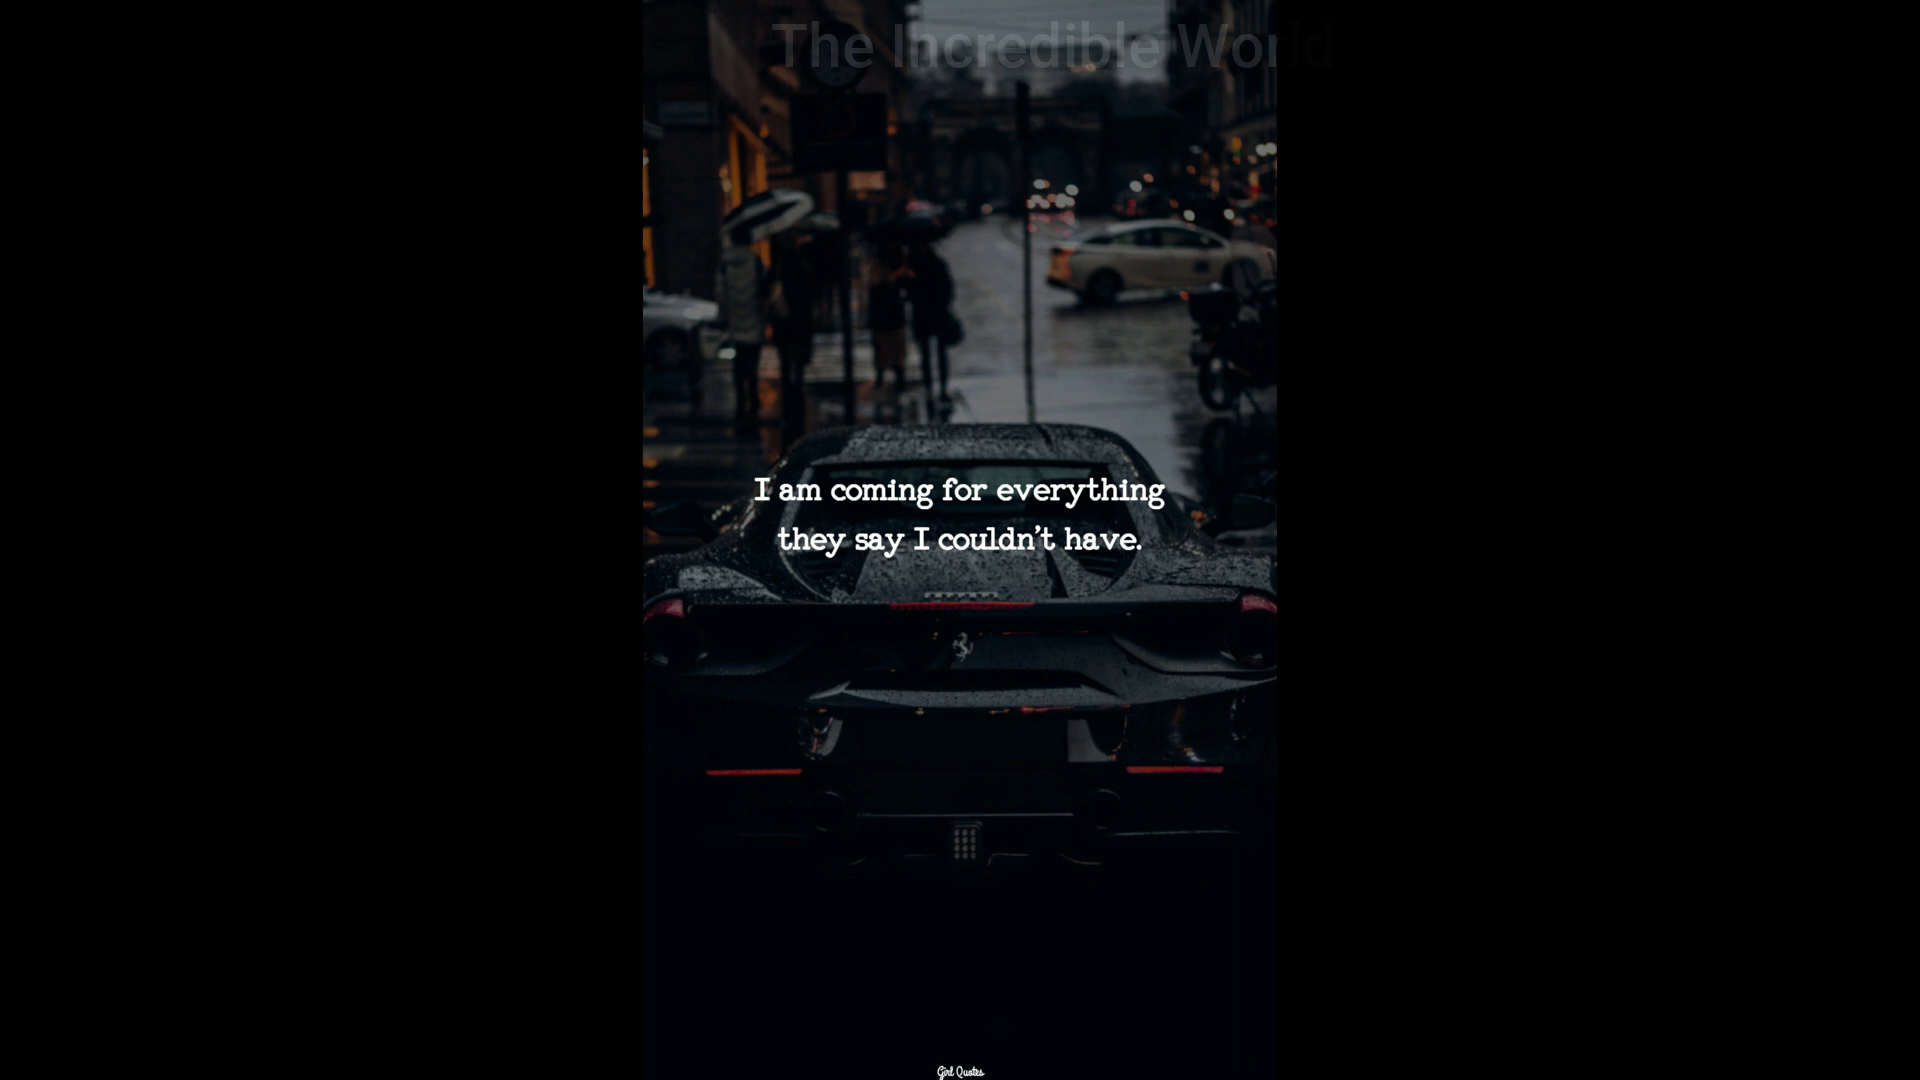 The Incredible World
I am coming for everything
they say I couldn't have.
Girl Quotes